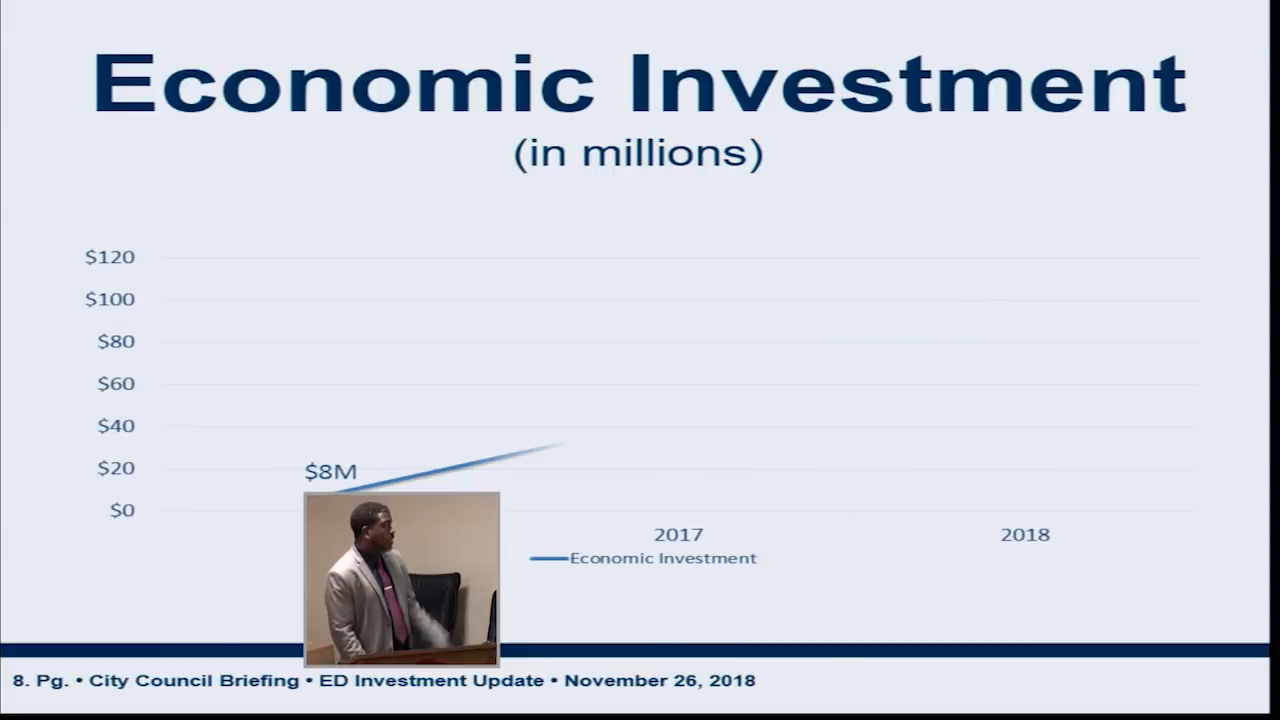 Economic Investment
(in millions)
$120
$100
$80
$60
$40
$20
$0
$8M
2017
2018
Economic Investment
8. Pg. • City Council Briefing • ED Investment Update • November 26, 2018